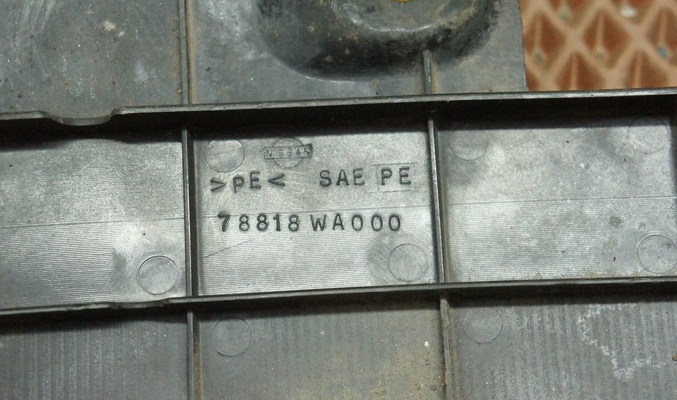 NISSAN
>PE< SAE PE
78818 WA000